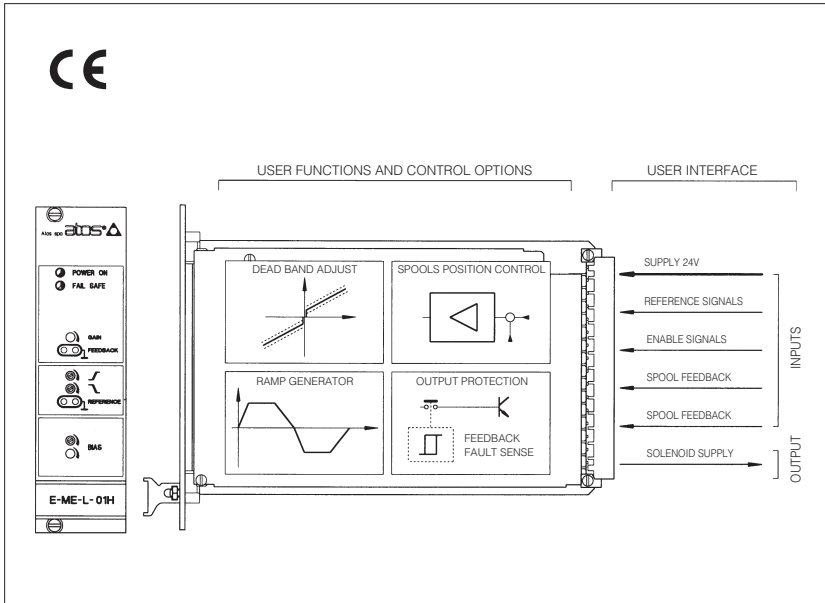 CE
USER FUNCTIONS AND CONTROL OPTIONS
USER INTERFACE
Atos spa atos
POWER ON
FAIL SAFE
GAIN
FEEDBACK
REFERENCE
BIAS
E-ME-L-01H
DEAD BAND ADJUST
SPOOLS POSITION CONTROL
RAMP GENERATOR
OUTPUT PROTECTION
FEEDBACK
FAULT SENSE
SUPPLY 24V
REFERENCE SIGNALS
ENABLE SIGNALS
SPOOL FEEDBACK
SPOOL FEEDBACK
SOLENOID SUPPLY
INPUTS
OUTPUT